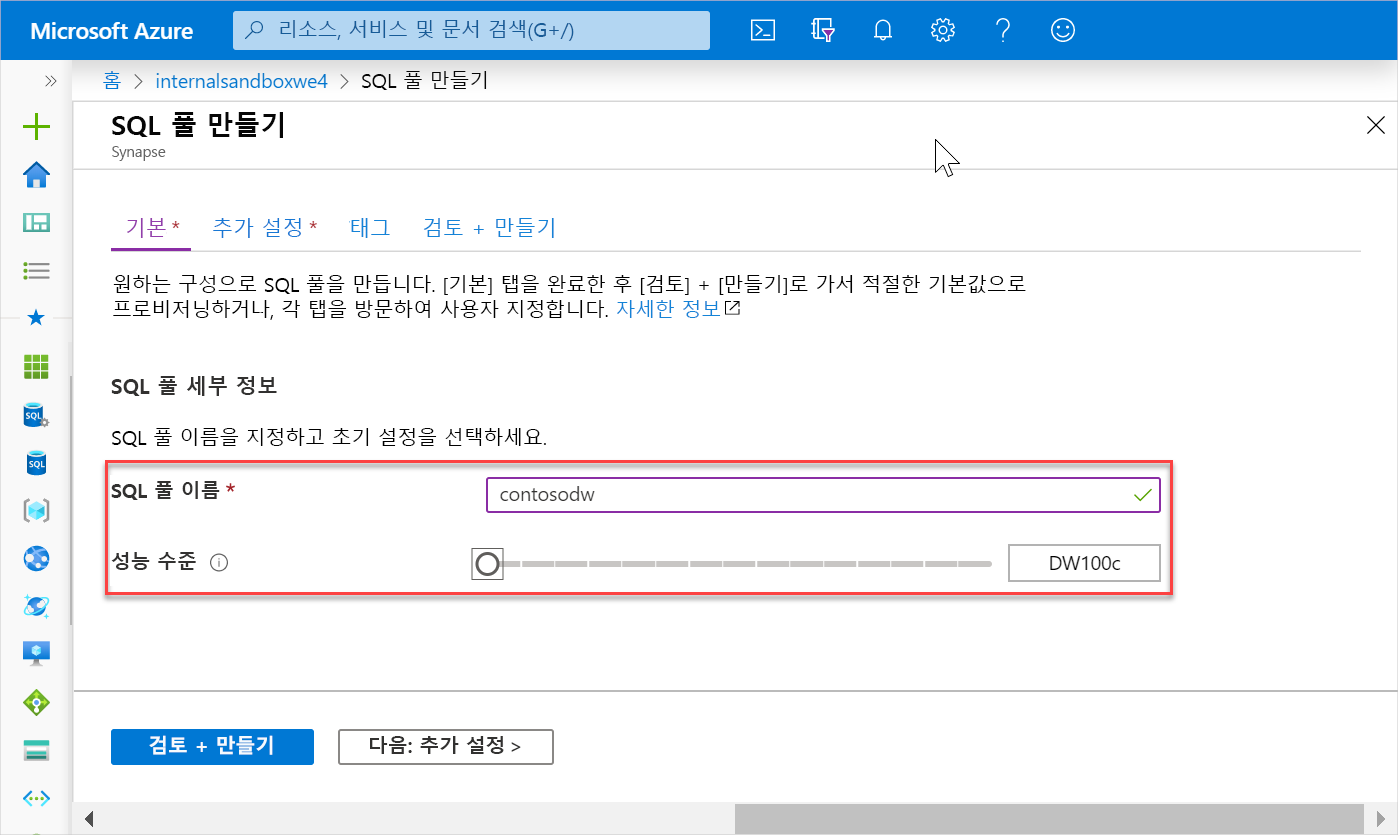 Microsoft Azure
리소스, 서비스 및 문서 검색(G+/)
홈 > internalsandboxwe4 > SQL 풀 만들기
SQL 풀 만들기
Synapse
기본 * 추가 설정 * 태그 검토 + 만들기
원하는 구성으로 SQL 풀을 만듭니다. [기본] 탭을 완료한 후 [검토] + [만들기]로 가서 적절한 기본값으로
프로비저닝하거나, 각 탭을 방문하여 사용자 지정합니다. 자세한 정보
SQL 풀 세부 정보
SQL 풀 이름을 지정하고 초기 설정을 선택하세요.
SQL 풀 이름 * contosodw
성능 수준 DW100c
검토 + 만들기 다음: 추가 설정 >
SQL
SQL